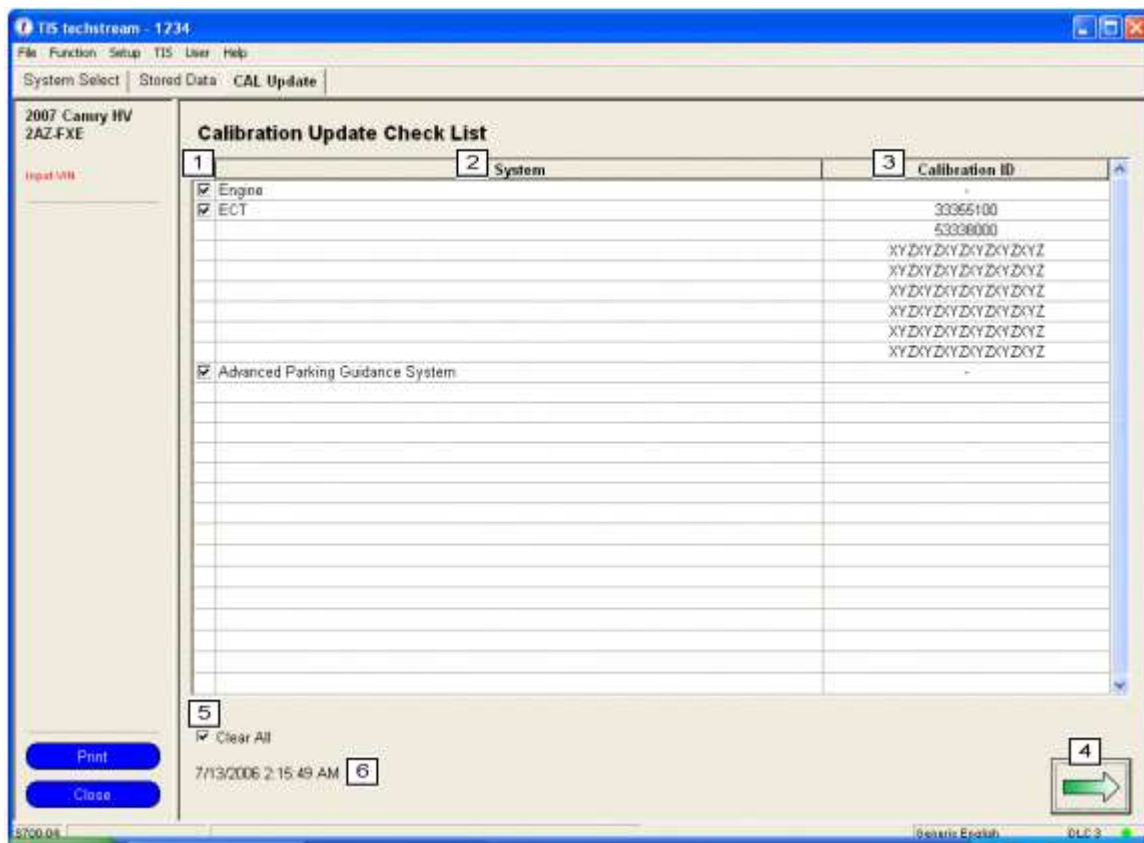 TIS techstream - 1234
File Function Setup TIS User Help
System Select Stored Data CAL Update
2007 Camry HV
2AZ-FXE
Input VIN
Calibration Update Check List
1 2 System 3 Calibration ID
Engine -
ECT 33355100
53338000
XYZXYZXYZXYZXYZXYZ
XYZXYZXYZXYZXYZXYZ
XYZXYZXYZXYZXYZXYZ
XYZXYZXYZXYZXYZXYZ
XYZXYZXYZXYZXYZXYZ
XYZXYZXYZXYZXYZXYZ
Advanced Parking Guidance System -
5
Clear All
7/13/2006 2:15:49 AM 6
4
Print
Close
S700-04 Generic English DLC 3